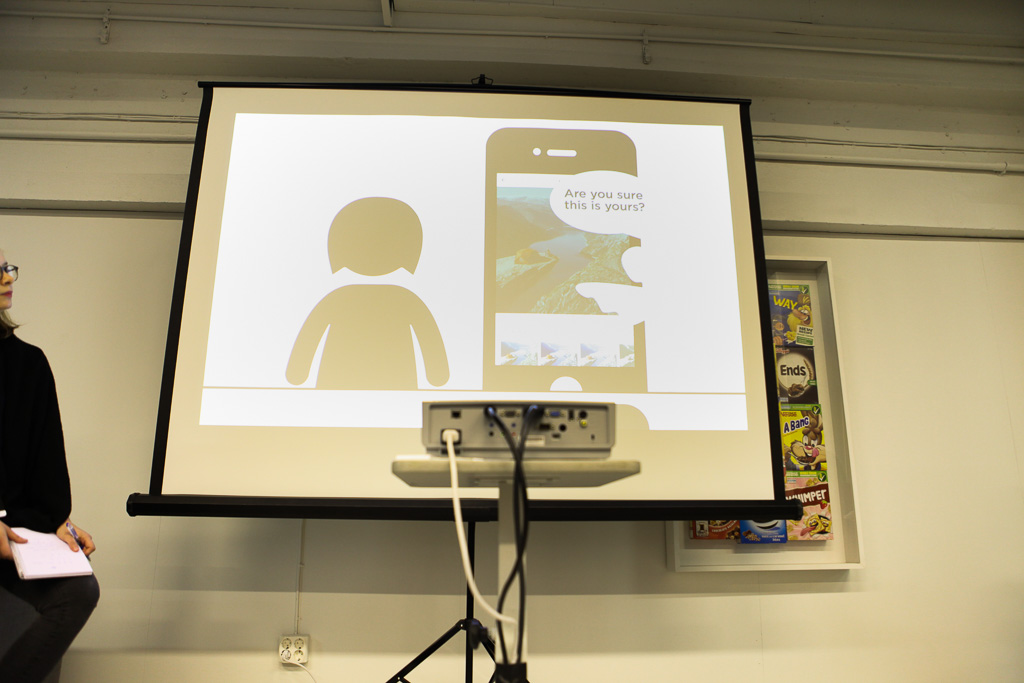 Are you sure
this is yours?
WAY
Ends
A BANG
WHIMPER